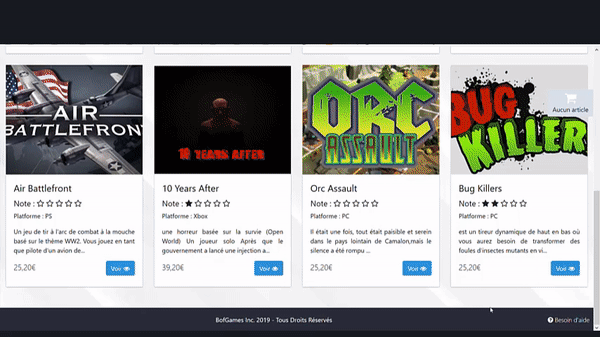 AIR
BATTLEFRONT
10 YEARS AFTER
ORC
ASSAULT
BUG
KILLER
Aucun article
Air Battlefront
Note :
Plateforme : PS
Un jeu de tir à l'arc de combat à la mouche
basé sur le thème WW2. Vous jouez en tant
que pilote d'un avion de...
25,20€
Voir
10 Years After
Note :
Platforme : Xbox
une horreur basée sur la survie (Open
World) Un joueur solo Après que le
gouvernement a lancé une injection a...
39,20€
Voir
Orc Assault
Note :
Platforme : PC
Il était une fois, tout était paisible et serein
dans le pays lointain de Camalon,mais le
silence a été rompu ...
25,20€
Voir
Bug Killers
Note :
Platforme : PC
est un tireur dynamique de haut en bas où
vous aurez besoin de transformer des
foules d'insectes mutants en vi...
25,20€
Voir
BofGames Inc. 2019 - Tous Droits Réservés
Besoin d'aide